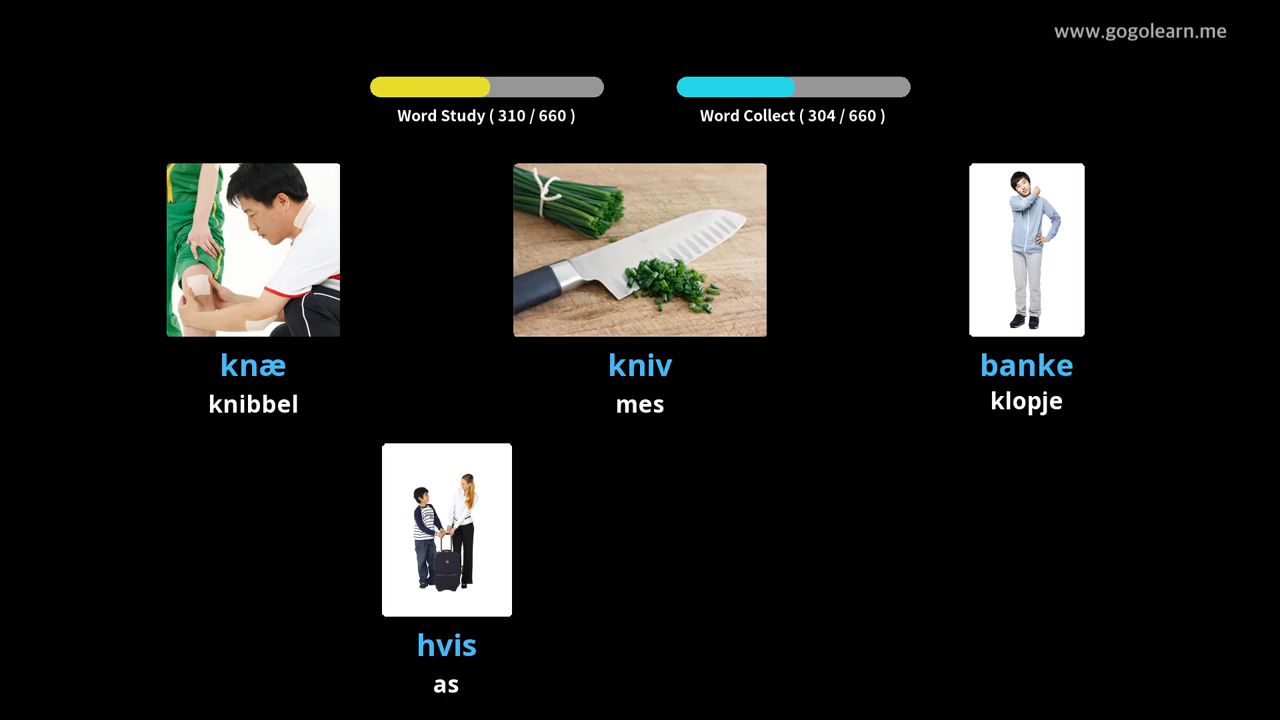 www.gogolearn.me
Word Study ( 310 / 660 )
Word Collect ( 304 / 660 )
knæ
knibbel
kniv
mes
banke
klopje
hvis
as